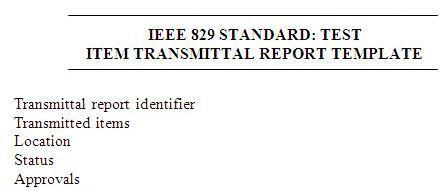 IEEE 829 STANDARD: TEST
ITEM TRANSMITTAL REPORT TEMPLATE
Transmittal report identifier
Transmitted items
Location
Status
Approvals